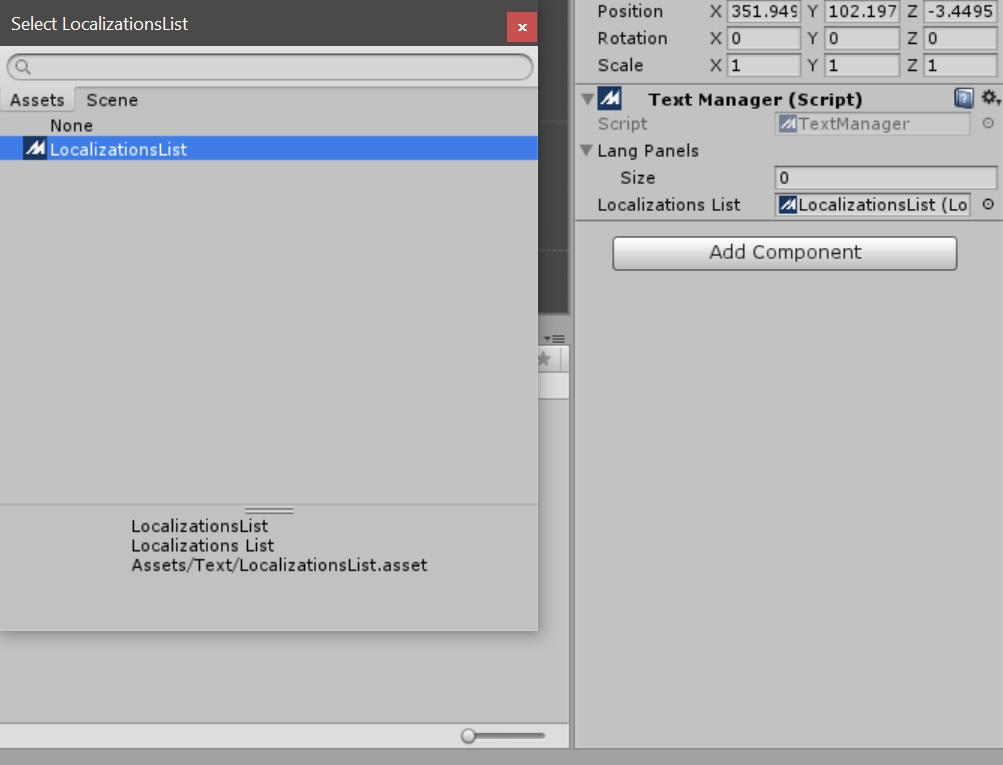 Select LocalizationsList
Assets Scene
None
LocalizationsList
LocalizationsList
Localizations List
Assets/Text/LocalizationsList.asset
Position X 351.949 Y 102.197 Z -3.4495
Rotation X 0 Y 0 Z 0
Scale X 1 Y 1 Z 1
Text Manager (Script)
Script TextManager
Lang Panels
Size 0
Localizations List LocalizationsList (Lo
Add Component